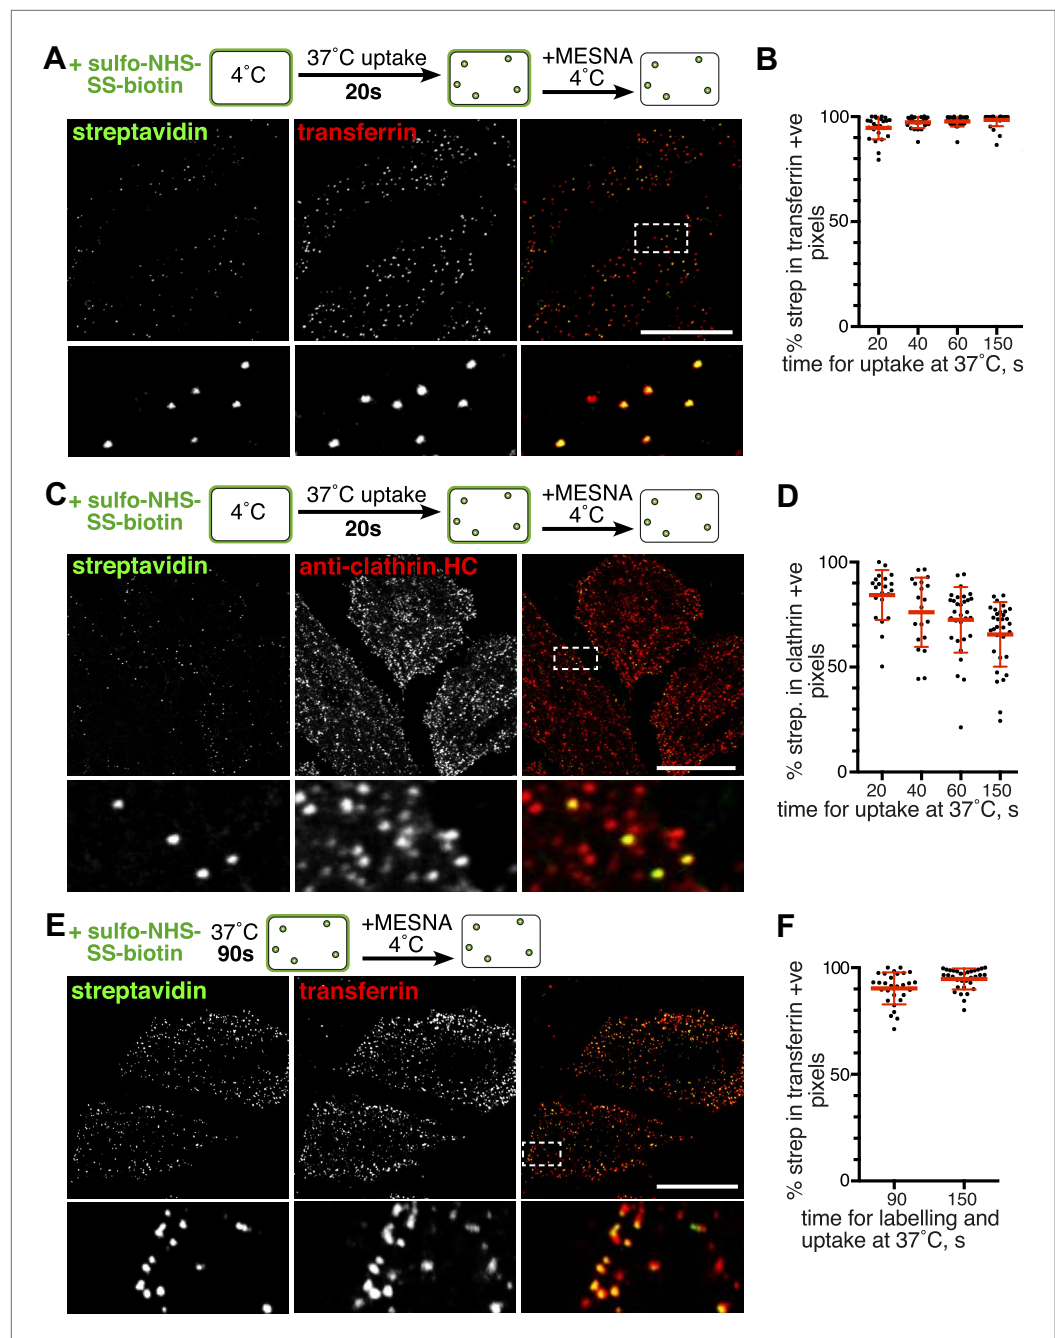 A
+ sulfo-NHS-
SS-biotin
4°C
37°C uptake
20s
+MESNA
4°C
streptavidin
transferrin
B
% strep in transferrin +ve
pixels
100
50
0
20 40 60 150
time for uptake at 37°C, s
C
+ sulfo-NHS-
SS-biotin
4°C
37°C uptake
20s
+MESNA
4°C
streptavidin
anti-clathrin HC
D
% strep. in clathrin +ve
pixels
100
50
0
20 40 60 150
time for uptake at 37°C, s
E
+ sulfo-NHS-
SS-biotin
37°C
90s
+MESNA
4°C
streptavidin
transferrin
F
% strep in transferrin +ve
pixels
100
50
0
90 150
time for labelling and
uptake at 37°C, s